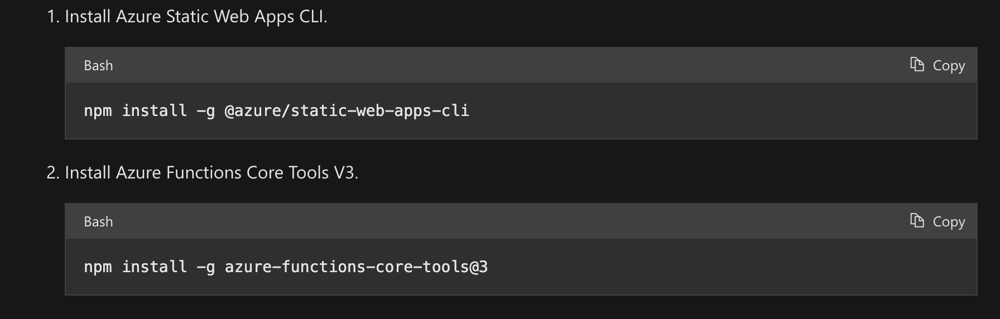 1. Install Azure Static Web Apps CLI.
Bash
Copy
npm install -g @azure/static-web-apps-cli
2. Install Azure Functions Core Tools V3.
Bash
Copy
npm install -g azure-functions-core-tools@3